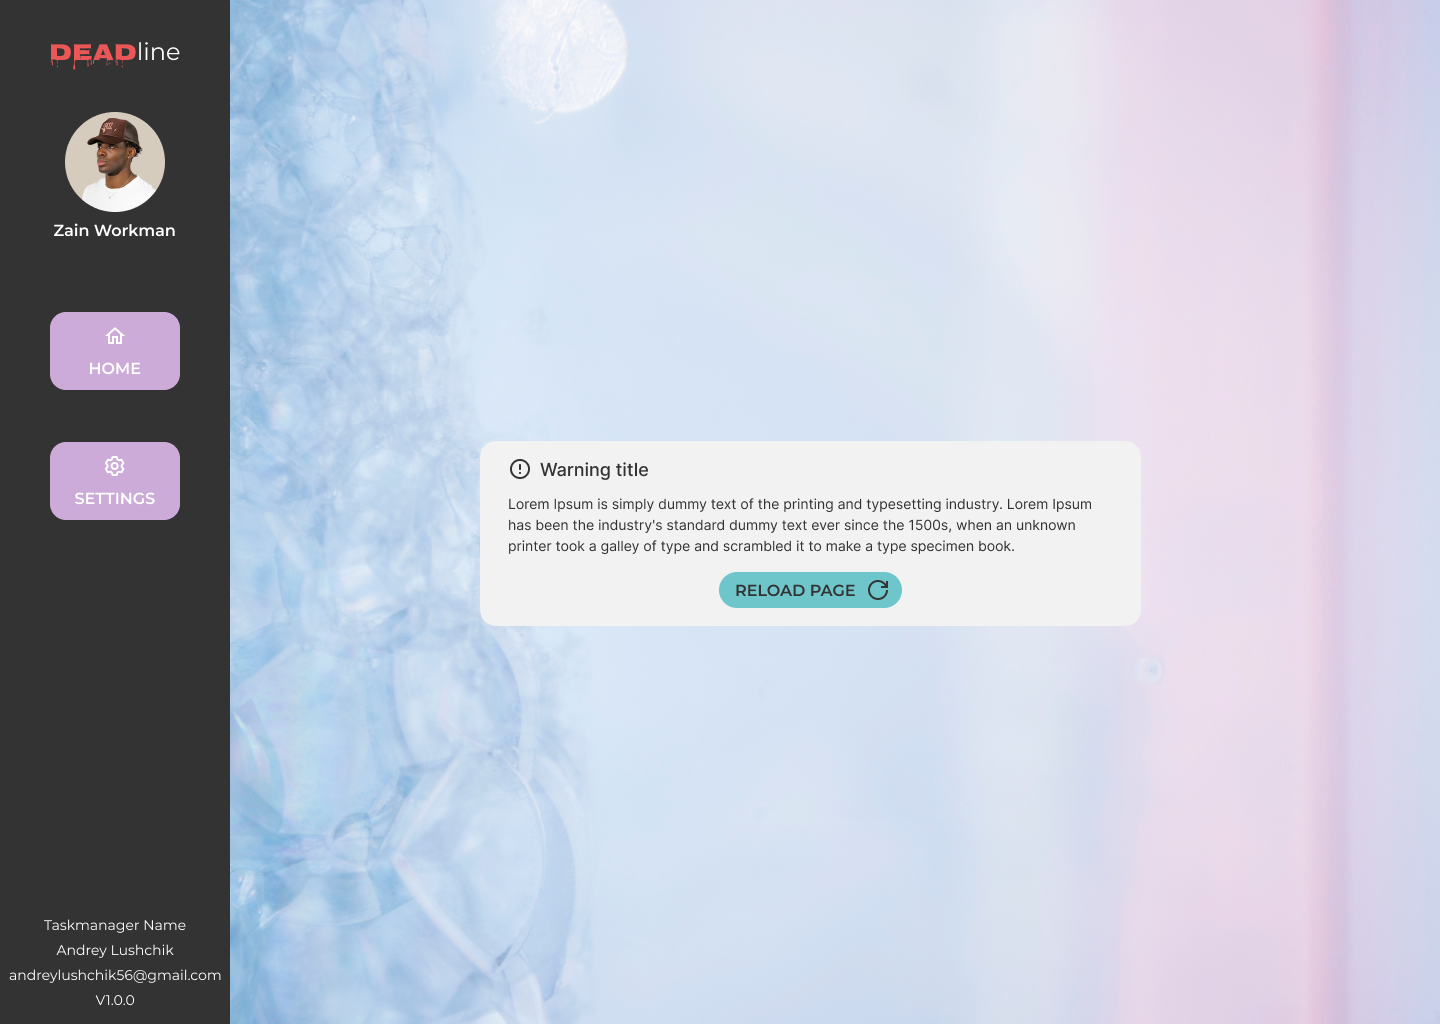 DEADline
Zain Workman
HOME
SETTINGS
Warning title
Lorem Ipsum is simply dummy text of the printing and typesetting industry. Lorem Ipsum
has been the industry's standard dummy text ever since the 1500s, when an unknown
printer took a galley of type and scrambled it to make a type specimen book.
RELOAD PAGE
Taskmanager Name
Andrey Lushchik
andreylushchik56@gmail.com
V1.0.0